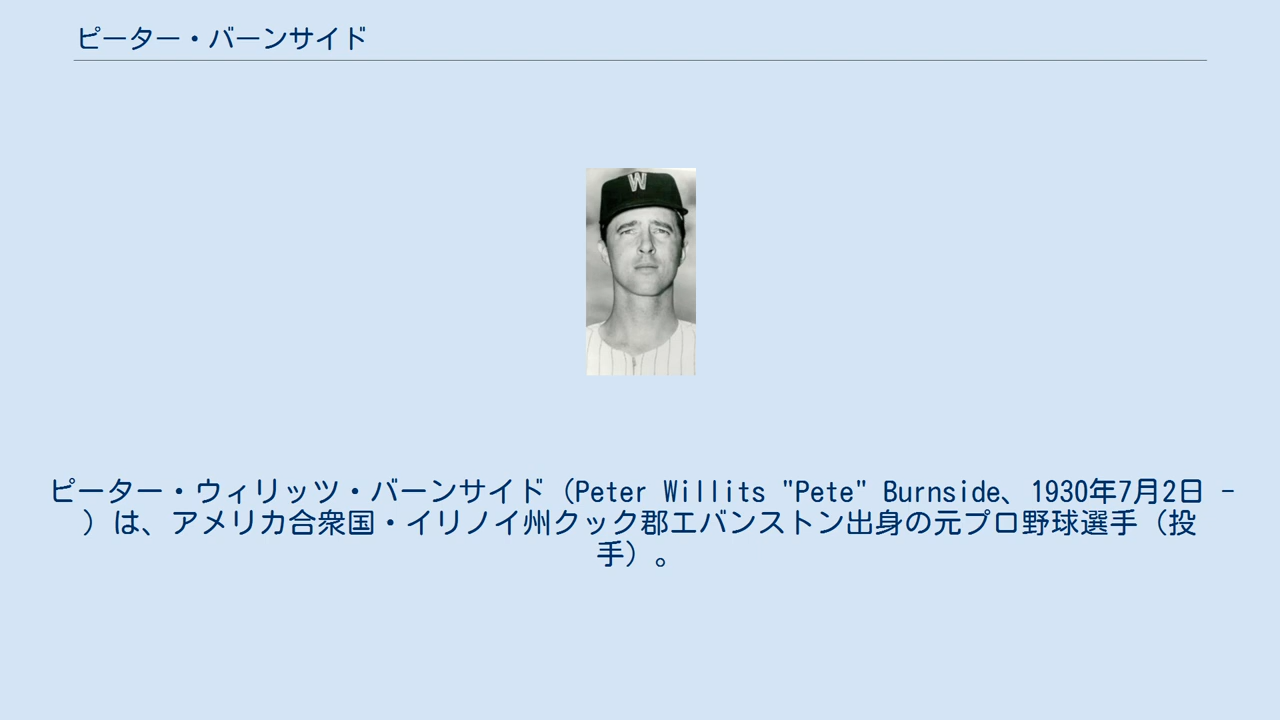 ピーター・バーンサイド
W
ピーター・ウィリッツ・バーンサイド（Peter Willits "Pete" Burnside、1930年7月2日 -
）は、アメリカ合衆国・イリノイ州クック郡エバンストン出身の元プロ野球選手（投
手）。